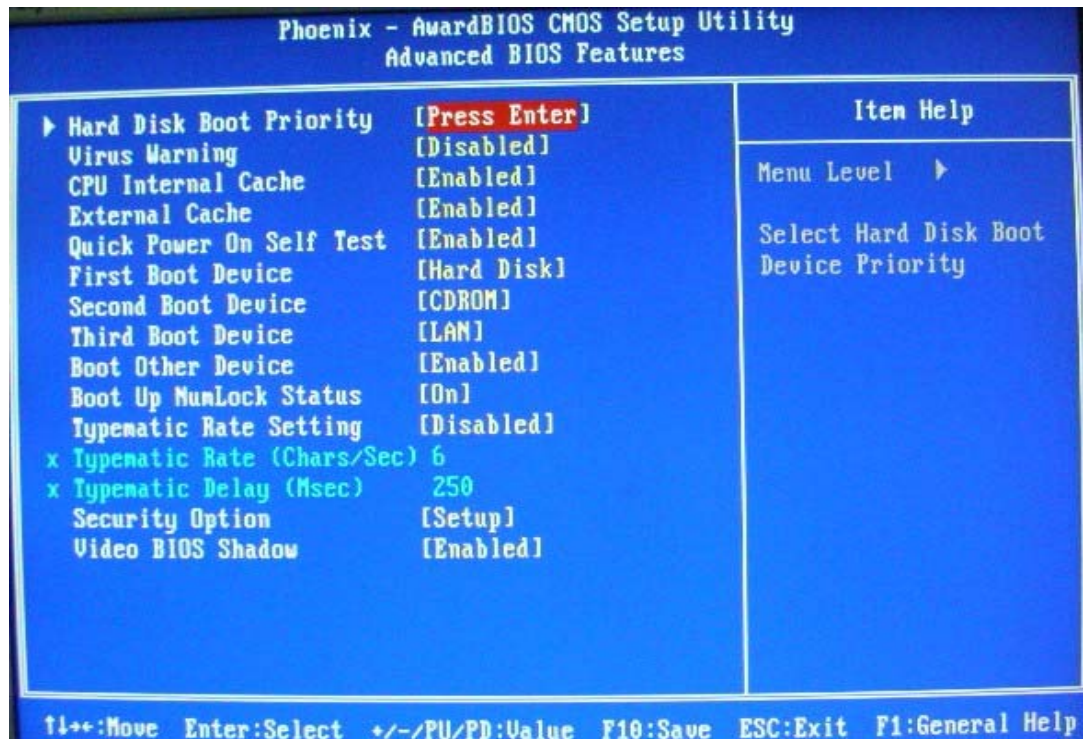 Phoenix - AwardBIOS CMOS Setup Utility
Advanced BIOS Features
Hard Disk Boot Priority [Press Enter]
Virus Warning [Disabled]
CPU Internal Cache [Enabled]
External Cache [Enabled]
Quick Power On Self Test [Enabled]
First Boot Device [Hard Disk]
Second Boot Device [CDROM]
Third Boot Device [LAN]
Boot Other Device [Enabled]
Boot Up NumLock Status [On]
Typematic Rate Setting [Disabled]
x Typematic Rate (Chars/Sec) 6
x Typematic Delay (Msec) 250
Security Option [Setup]
Video BIOS Shadow [Enabled]
Item Help
Menu Level
Select Hard Disk Boot
Device Priority
↑↓→←:Move Enter:Select +/-/PU/PD:Value F10:Save ESC:Exit F1:General Help